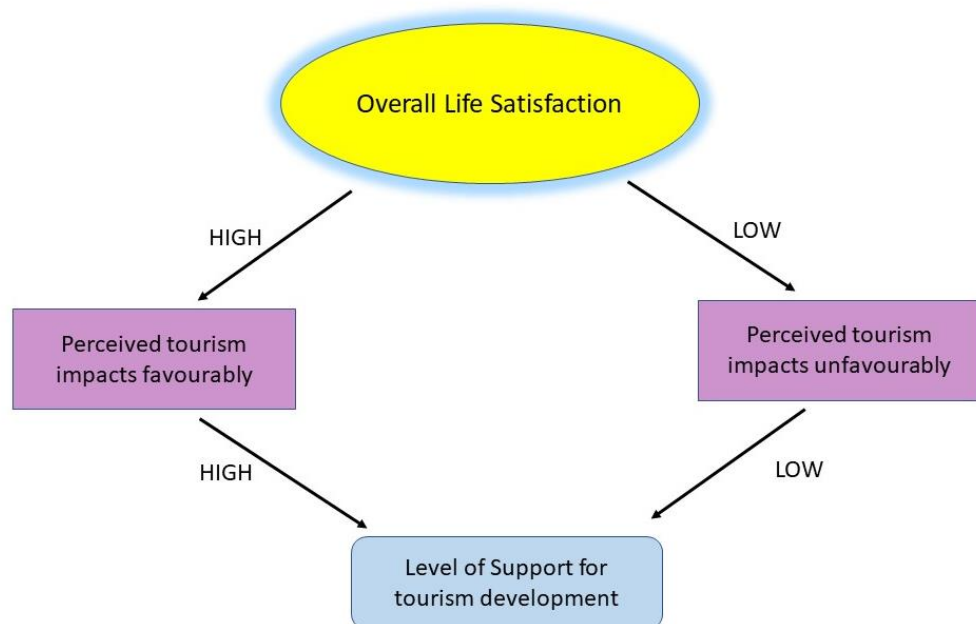 Overall Life Satisfaction
HIGH
LOW
Perceived tourism
impacts favourably
Perceived tourism
impacts unfavourably
HIGH
LOW
Level of Support for
tourism development